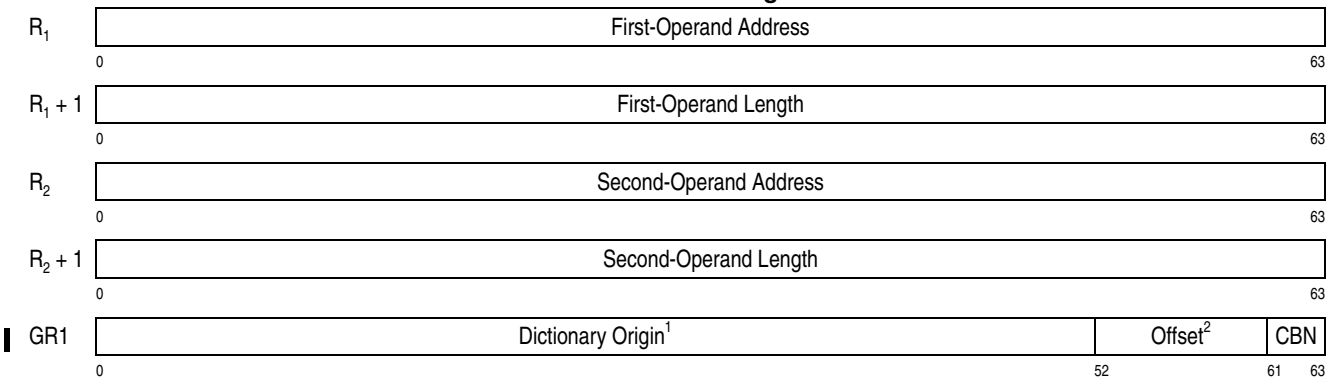 R1 First-Operand Address
0 63
R1 + 1 First-Operand Length
0 63
R2 Second-Operand Address
0 63
R2 + 1 Second-Operand Length
0 63
GR1 Dictionary Origin1 Offset2 CBN
0 52 61 63